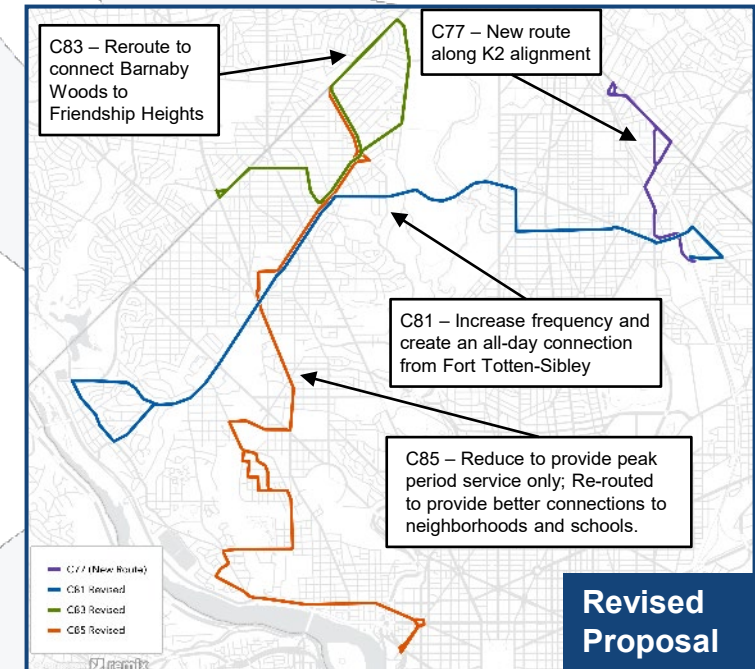 C83 – Reroute to
connect Barnaby
Woods to
Friendship Heights
C77 – New route
along K2 alignment
C81 – Increase frequency and
create an all-day connection
from Fort Totten-Sibley
C85 – Reduce to provide peak
period service only; Re-routed
to provide better connections to
neighborhoods and schools.
C77 (New Route)
C81 Revised
C83 Revised
C85 Revised
remix
Revised
Proposal